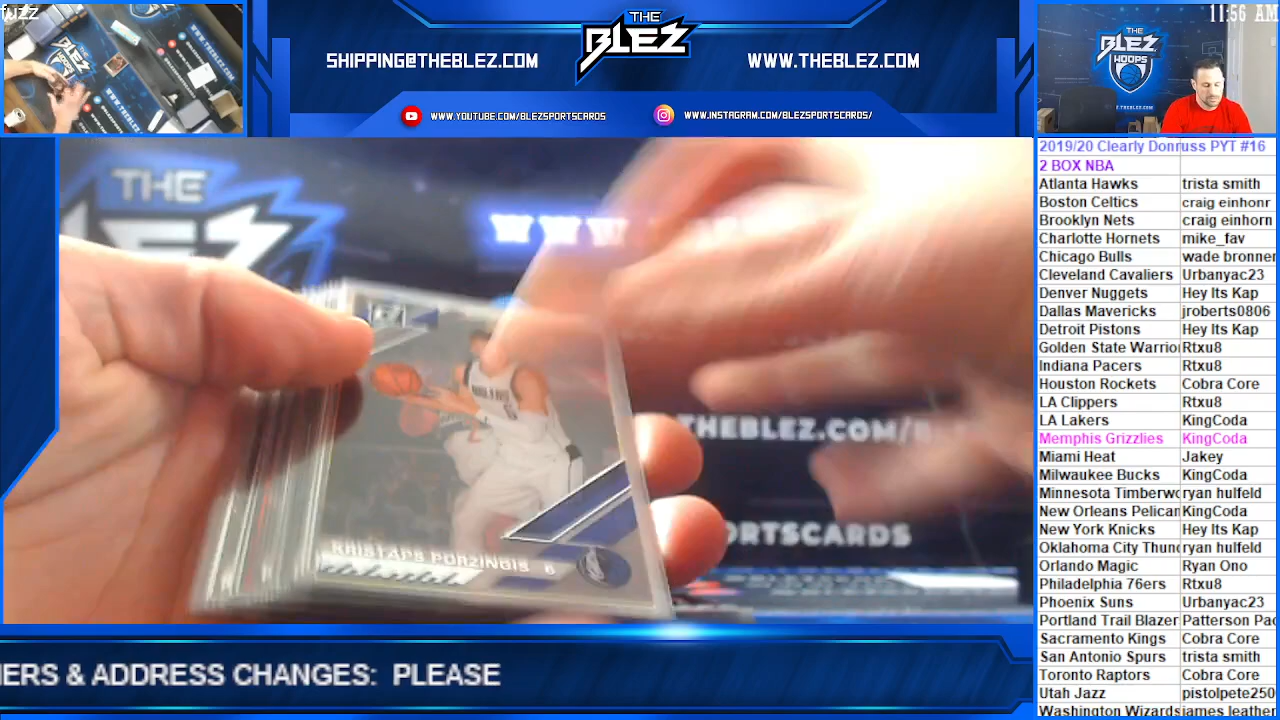 fuzz
THE
BLEZ
SHIPPING@THEBLEZ.COM
WWW.THEBLEZ.COM
WWW.YOUTUBE.COM/BLEZSPORTSCARDS
WWW.INSTAGRAM.COM/BLEZSPORTSCARDS/
11:56 AM
THE
BLEZ
HOOPS
2019/20 Clearly Donruss PYT #16
2 BOX NBA
Atlanta Hawks trista smith
Boston Celtics craig einhonr
Brooklyn Nets craig einhorn
Charlotte Hornets mike_fav
Chicago Bulls wade bronner
Cleveland Cavaliers Urbanyac23
Denver Nuggets Hey Its Kap
Dallas Mavericks jroberts0806
Detroit Pistons Hey Its Kap
Golden State Warrio Rtxu8
Indiana Pacers Rtxu8
Houston Rockets Cobra Core
LA Clippers Rtxu8
LA Lakers KingCoda
Memphis Grizzlies KingCoda
Miami Heat Jakey
Milwaukee Bucks KingCoda
Minnesota Timberwo ryan hulfeld
New Orleans Pelican KingCoda
New York Knicks Hey Its Kap
Oklahoma City Thund ryan hulfeld
Orlando Magic Ryan Ono
Philadelphia 76ers Rtxu8
Phoenix Suns Urbanyac23
Portland Trail Blazer Patterson Pac
Sacramento Kings Cobra Core
San Antonio Spurs trista smith
Toronto Raptors Cobra Core
Utah Jazz pistolpete250
Washington Wizards james leather
THE
WWW
THEBLEZ.COM/B
PORTSCARDS
KRISTAPS PORZINGIS 6
ERS & ADDRESS CHANGES: PLEASE